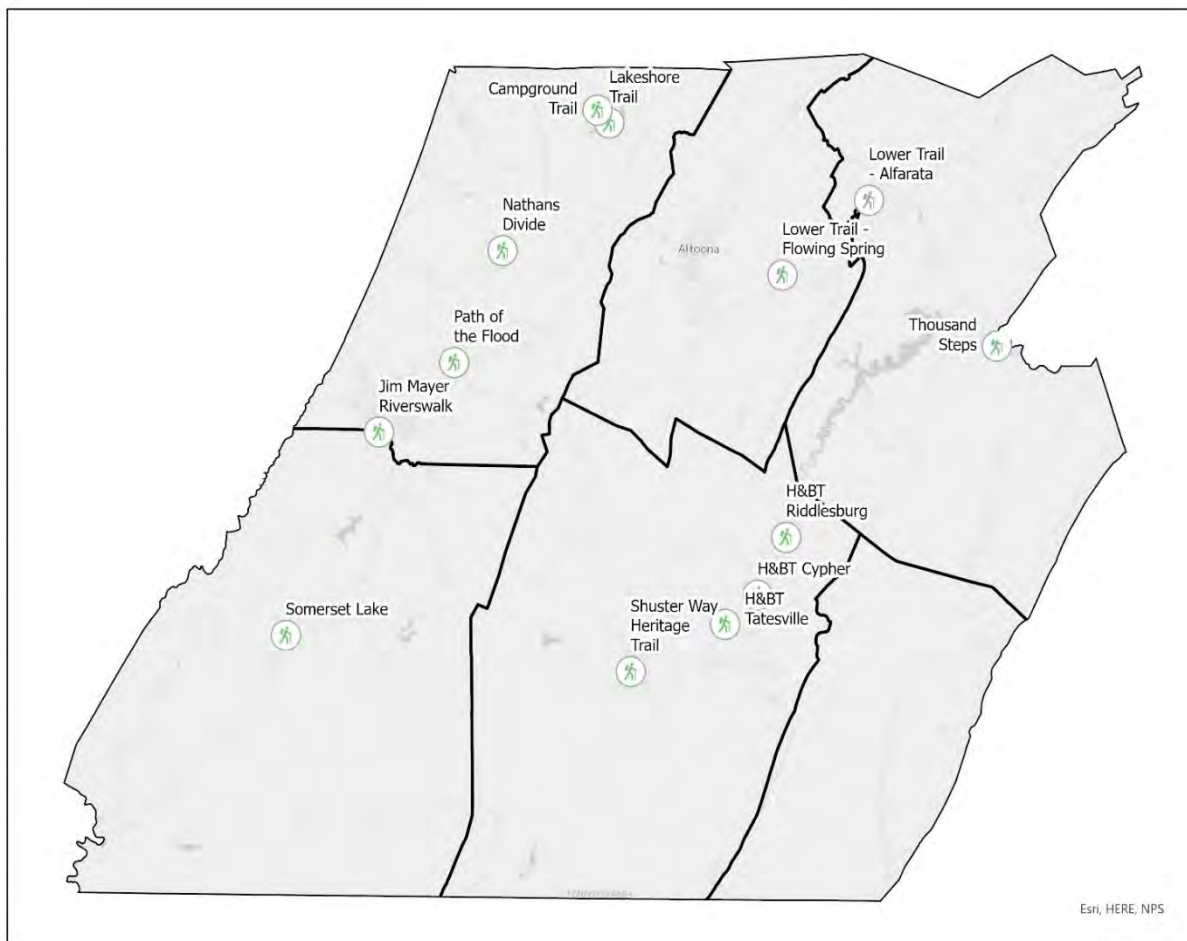 Campground
Trail
Lakeshore
Trail
Lower Trail
- Alfarata
Nathans
Divide
Lower Trail -
Flowing Spring
Altoona
Path of
the Flood
Thousand
Steps
Jim Mayer
Riverswalk
H&BT
Riddlesburg
H&BT Cypher
H&BT
Tatesville
Shuster Way
Heritage
Trail
Somerset Lake
PENNSYLVANIA
Esri, HERE, NPS